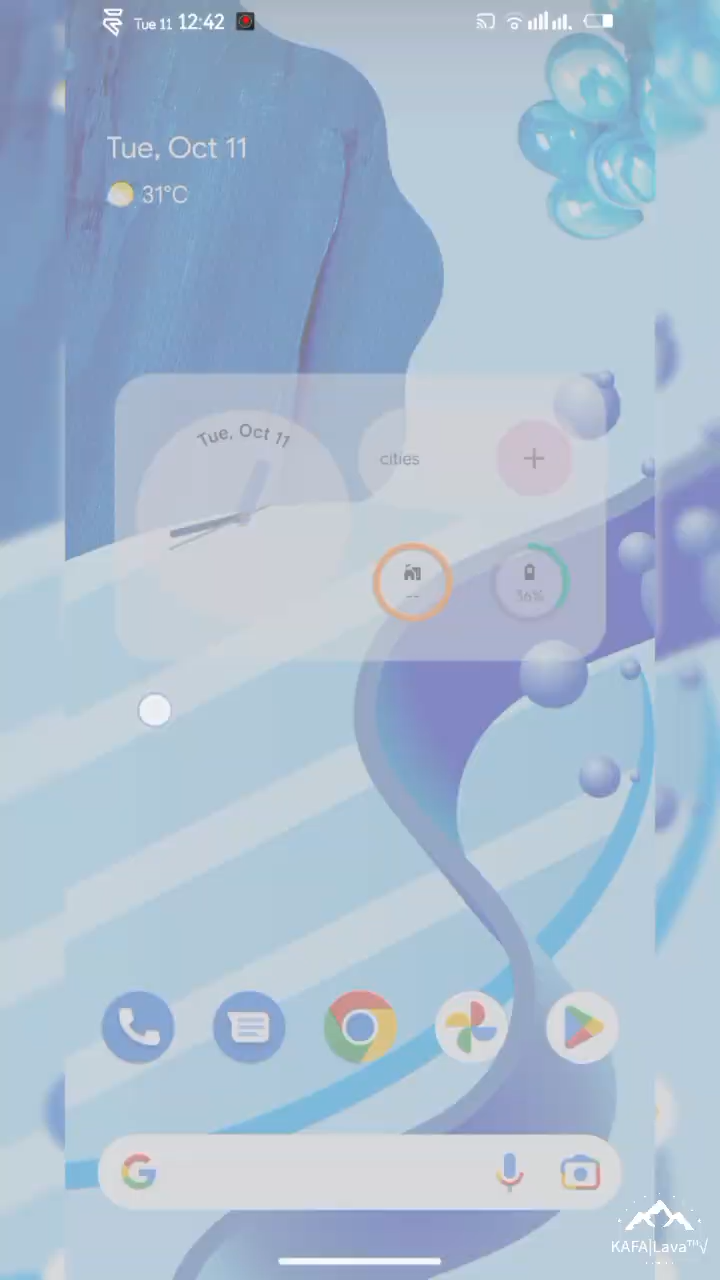 Tue 11 12:42
Tue, Oct 11
31°C
Tue, Oct 11
cities
+
--
36%
KAFA|Lava™√